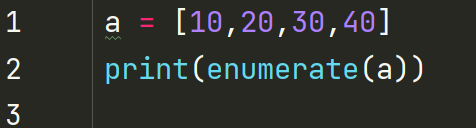 1 a = [10,20,30,40]
2 print(enumerate(a))
3